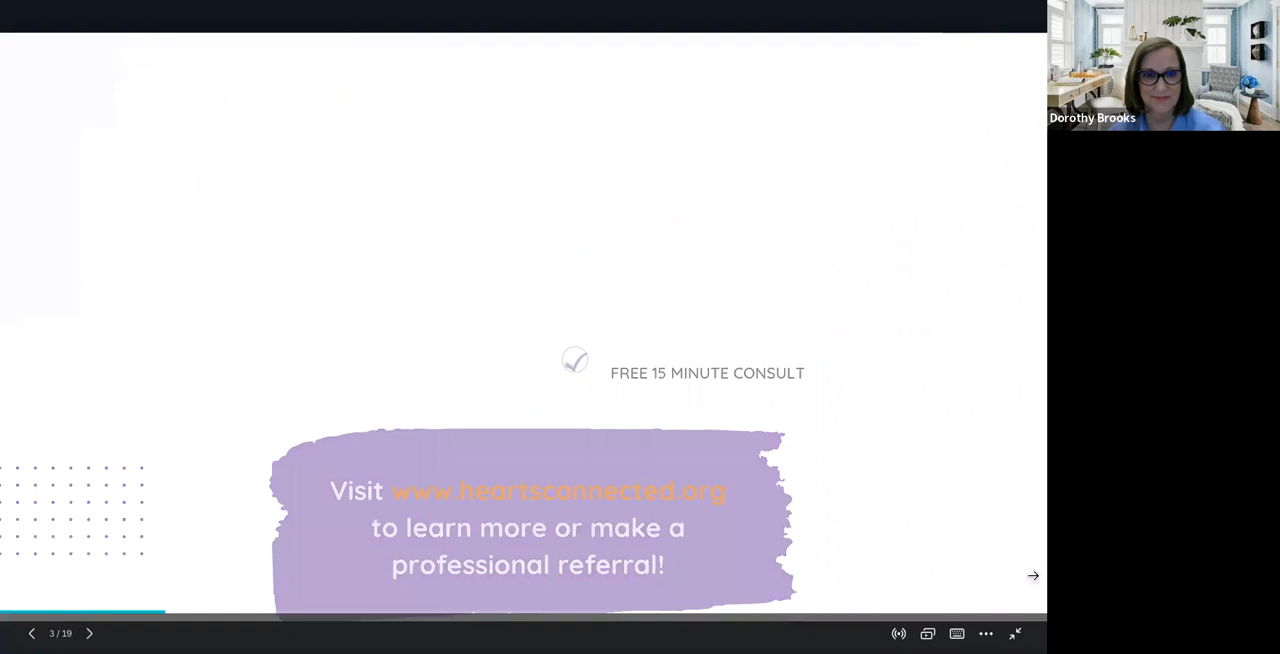 Dorothy Brooks
FREE 15 MINUTE CONSULT
Visit www.heartsconnected.org
to learn more or make a
professional referral!
3 / 19